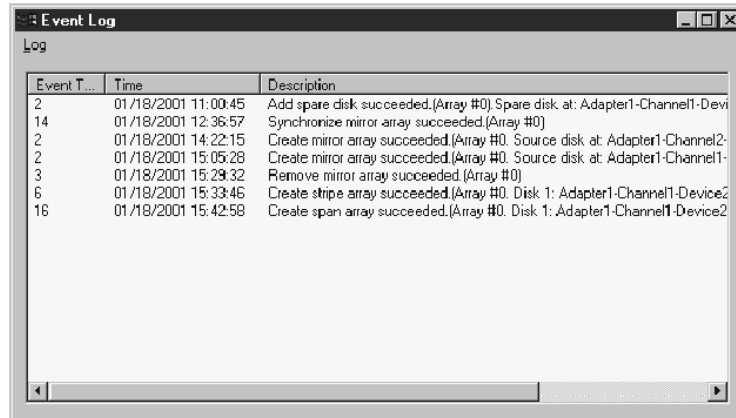 Event Log
Log
Event T... Time Description
2 01/18/2001 11:00:45 Add spare disk succeeded.(Array #0).Spare disk at: Adapter1-Channel1-Devi
14 01/18/2001 12:36:57 Synchronize mirror array succeeded.(Array #0)
2 01/18/2001 14:22:15 Create mirror array succeeded.(Array #0. Source disk at: Adapter1-Channel2-
2 01/18/2001 15:05:28 Create mirror array succeeded.(Array #0. Source disk at: Adapter1-Channel1-
3 01/18/2001 15:29:32 Remove mirror array succeeded.(Array #0)
6 01/18/2001 15:33:46 Create stripe array succeeded.(Array #0. Disk 1: Adapter1-Channel1-Device2
16 01/18/2001 15:42:58 Create span array succeeded.(Array #0. Disk 1: Adapter1-Channel1-Device2